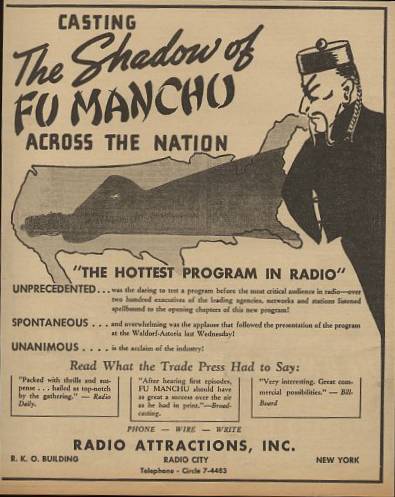 CASTING
The Shadow of
FU MANCHU
ACROSS THE NATION
"THE HOTTEST PROGRAM IN RADIO"
UNPRECEDENTED...was the daring to test a program before the most critical audience in radio—over
two hundred executives of the leading agencies, networks and stations listened
spellbound to the opening chapters of this new program!
SPONTANEOUS . . . . and overwhelming was the applause that followed the presentation of the program
at the Waldorf-Astoria last Wednesday!
UNANIMOUS . . . . . is the acclaim of the industry!
Read What the Trade Press Had to Say:
"Packed with thrills and sus-
pense . . . hailed as top-notch
by the gathering." — Radio
Daily.
"After hearing first episodes,
FU MANCHU should have
as great a success over the air
as he had in print."—Broad-
casting.
"Very interesting. Great com-
mercial possibilities." — Bill-
Board
PHONE — WIRE — WRITE
RADIO ATTRACTIONS, INC.
R. K. O. BUILDING RADIO CITY NEW YORK
Telephone - Circle 7-4483